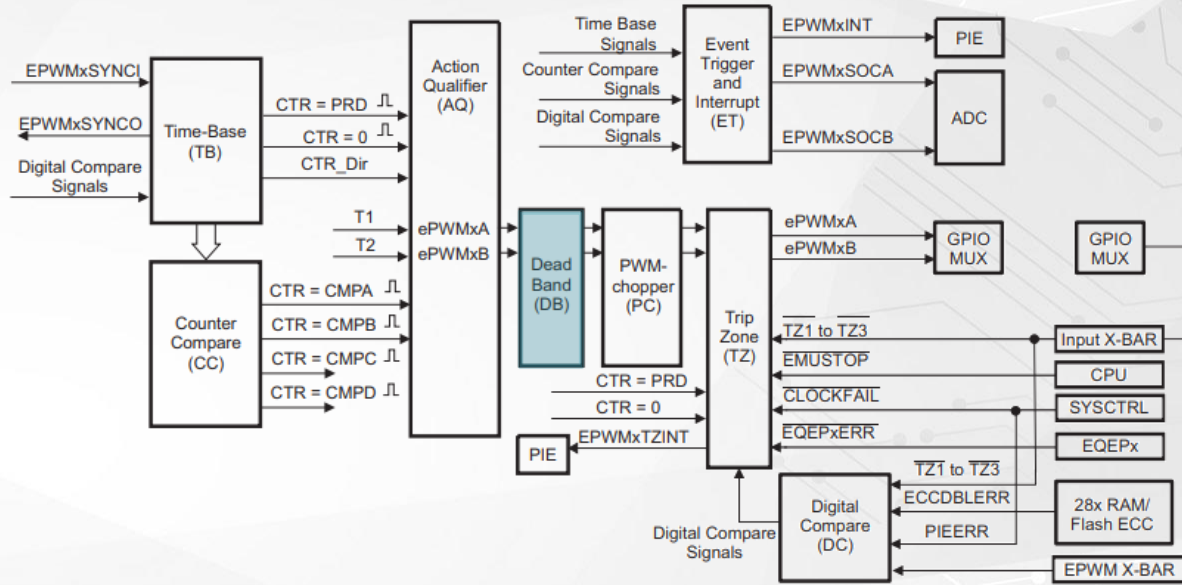 EPWMxSYNCI
EPWMxSYNCO
Digital Compare
Signals
Time-Base
(TB)
CTR = PRD
CTR = 0
CTR_Dir
T1
T2
Counter
Compare
(CC)
CTR = CMPA
CTR = CMPB
CTR = CMPC
CTR = CMPD
Action
Qualifier
(AQ)
ePWMxA
ePWMxB
Dead
Band
(DB)
PWM-
chopper
(PC)
Time Base
Signals
Counter Compare
Signals
Digital Compare
Signals
Event
Trigger
and
Interrupt
(ET)
EPWMxINT
EPWMxSOCA
EPWMxSOCB
PIE
ADC
Trip
Zone
(TZ)
ePWMxA
ePWMxB
GPIO
MUX
GPIO
MUX
TZ1 to TZ3
EMUSTOP
CLOCKFAIL
EQEPxERR
Input X-BAR
CPU
SYSCTRL
EQEPx
CTR = PRD
CTR = 0
EPWMxTZINT
PIE
Digital Compare
Signals
Digital
Compare
(DC)
TZ1 to TZ3
ECCDBLERR
PIEERR
28x RAM/
Flash ECC
EPWM X-BAR